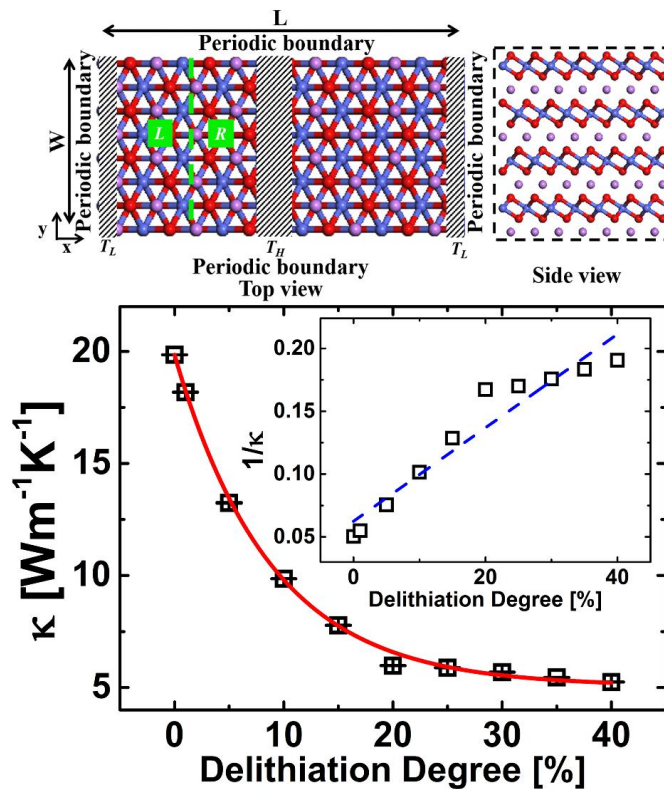 L
Periodic boundary
W
Periodic boundary
L
R
Periodic boundary
y
x
T_L
T_H
T_L
Periodic boundary
Top view
Side view
κ [Wm⁻¹K⁻¹]
20
15
10
5
0
10
20
30
40
Delithiation Degree [%]
1/κ
0.20
0.15
0.10
0.05
0
20
40
Delithiation Degree [%]